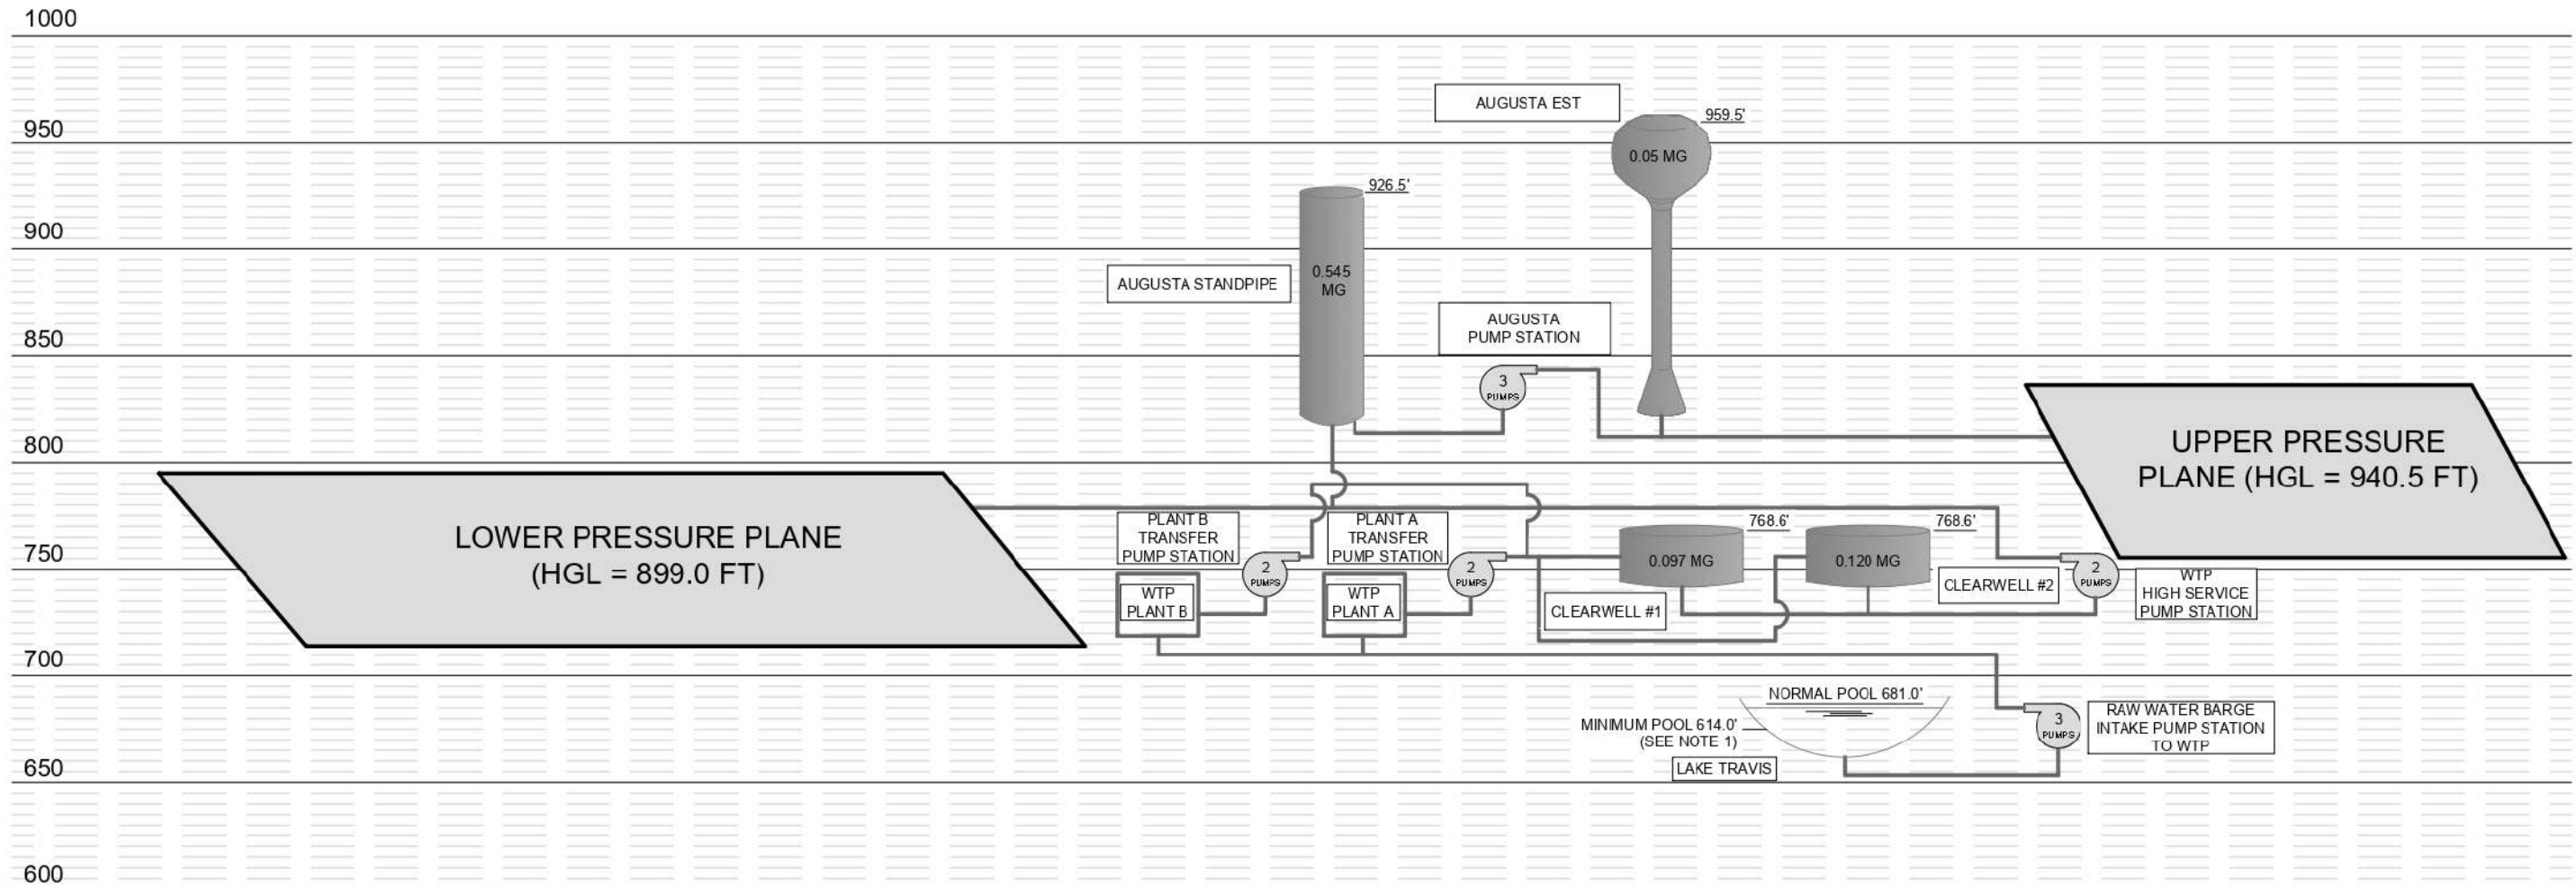 1000
950
900
850
800
750
700
650
600
AUGUSTA EST
959.5'
0.05 MG
926.5'
AUGUSTA STANDPIPE
0.545
MG
AUGUSTA
PUMP STATION
3
PUMPS
UPPER PRESSURE
PLANE (HGL = 940.5 FT)
LOWER PRESSURE PLANE
(HGL = 899.0 FT)
PLANT B
TRANSFER
PUMP STATION
2
PUMPS
WTP
PLANT B
PLANT A
TRANSFER
PUMP STATION
2
PUMPS
WTP
PLANT A
768.6'
0.097 MG
CLEARWELL #1
768.6'
0.120 MG
CLEARWELL #2
2
PUMPS
WTP
HIGH SERVICE
PUMP STATION
NORMAL POOL 681.0'
MINIMUM POOL 614.0'
(SEE NOTE 1)
LAKE TRAVIS
3
PUMPS
RAW WATER BARGE
INTAKE PUMP STATION
TO WTP